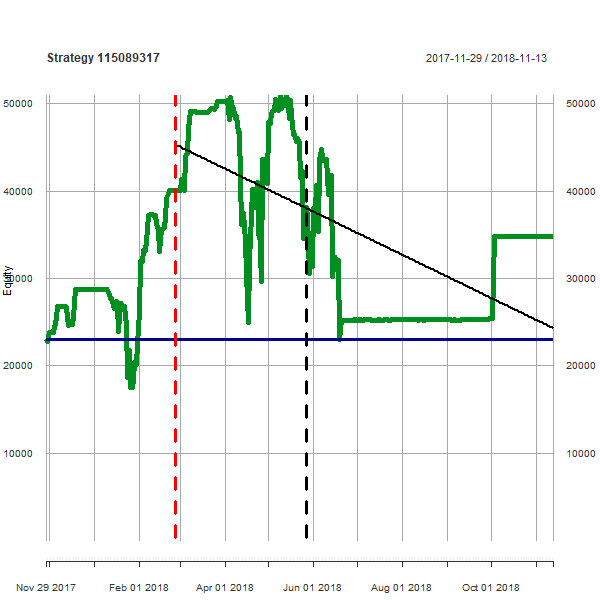 Strategy 115089317
2017-11-29 / 2018-11-13
50000 50000
40000 40000
30000 30000
Equity
20000 20000
10000 10000
Nov 29 2017 Feb 01 2018 Apr 01 2018 Jun 01 2018 Aug 01 2018 Oct 01 2018